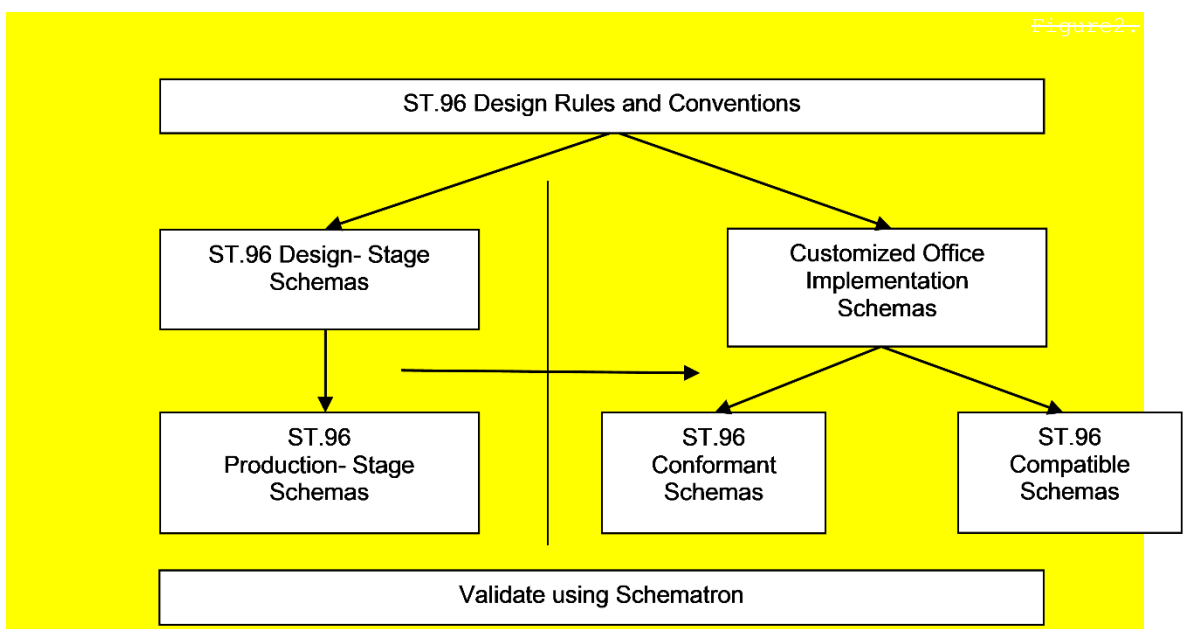 Figure2.
ST.96 Design Rules and Conventions
ST.96 Design- Stage
Schemas
Customized Office
Implementation
Schemas
ST.96
Production- Stage
Schemas
ST.96
Conformant
Schemas
ST.96
Compatible
Schemas
Validate using Schematron